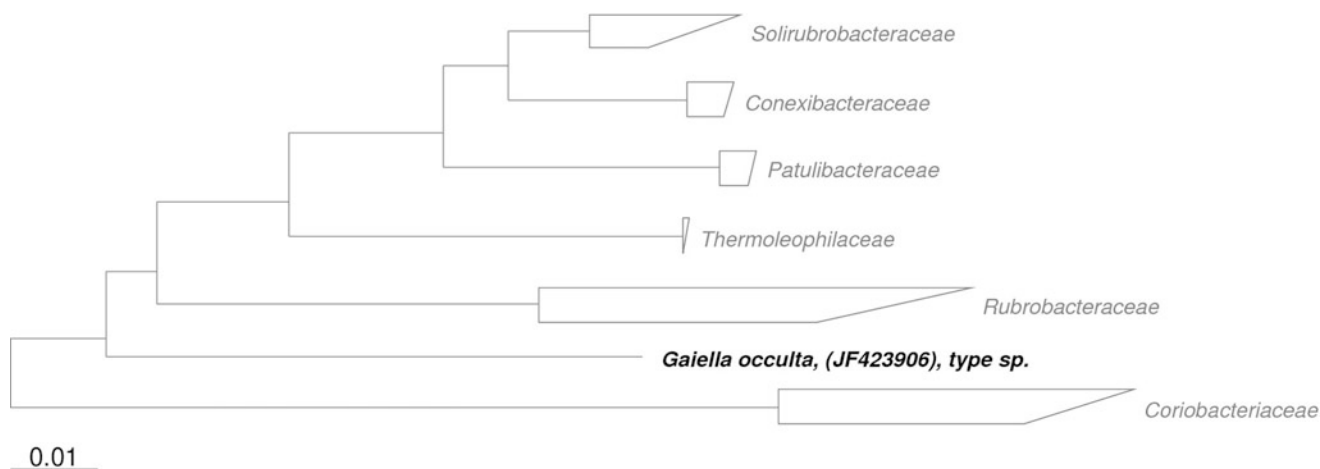 Solirubrobacteraceae
Conexibacteraceae
Patulibacteraceae
Thermoleophilaceae
Rubrobacteraceae
Gaiella occulta, (JF423906), type sp.
Coriobacteriaceae
0.01